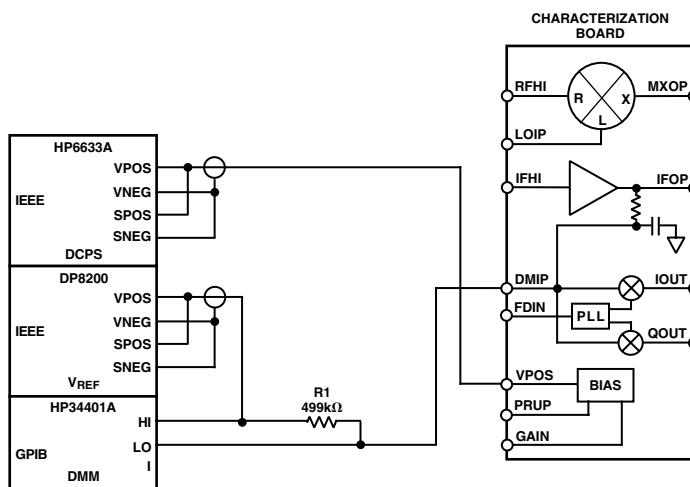 CHARACTERIZATION
BOARD
HP6633A
IEEE
VPOS
VNEG
SPOS
SNEG
DCPS
DP8200
IEEE
VPOS
VNEG
SPOS
SNEG
VREF
HP34401A
GPIB
HI
LO
I
DMM
R1
499kΩ
RFHI
R
X
L
MXOP
LOIP
IFHI
IFOP
DMIP
IOUT
FDIN
PLL
QOUT
VPOS
BIAS
PRUP
GAIN